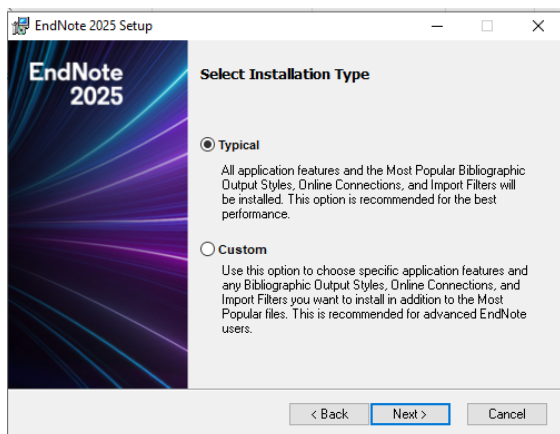 EndNote 2025 Setup
EndNote
2025
Select Installation Type
Typical
All application features and the Most Popular Bibliographic
Output Styles, Online Connections, and Import Filters will
be installed. This option is recommended for the best
performance.
Custom
Use this option to choose specific application features and
any Bibliographic Output Styles, Online Connections, and
Import Filters you want to install in addition to the Most
Popular files. This is recommended for advanced EndNote
users.
< Back
Next >
Cancel